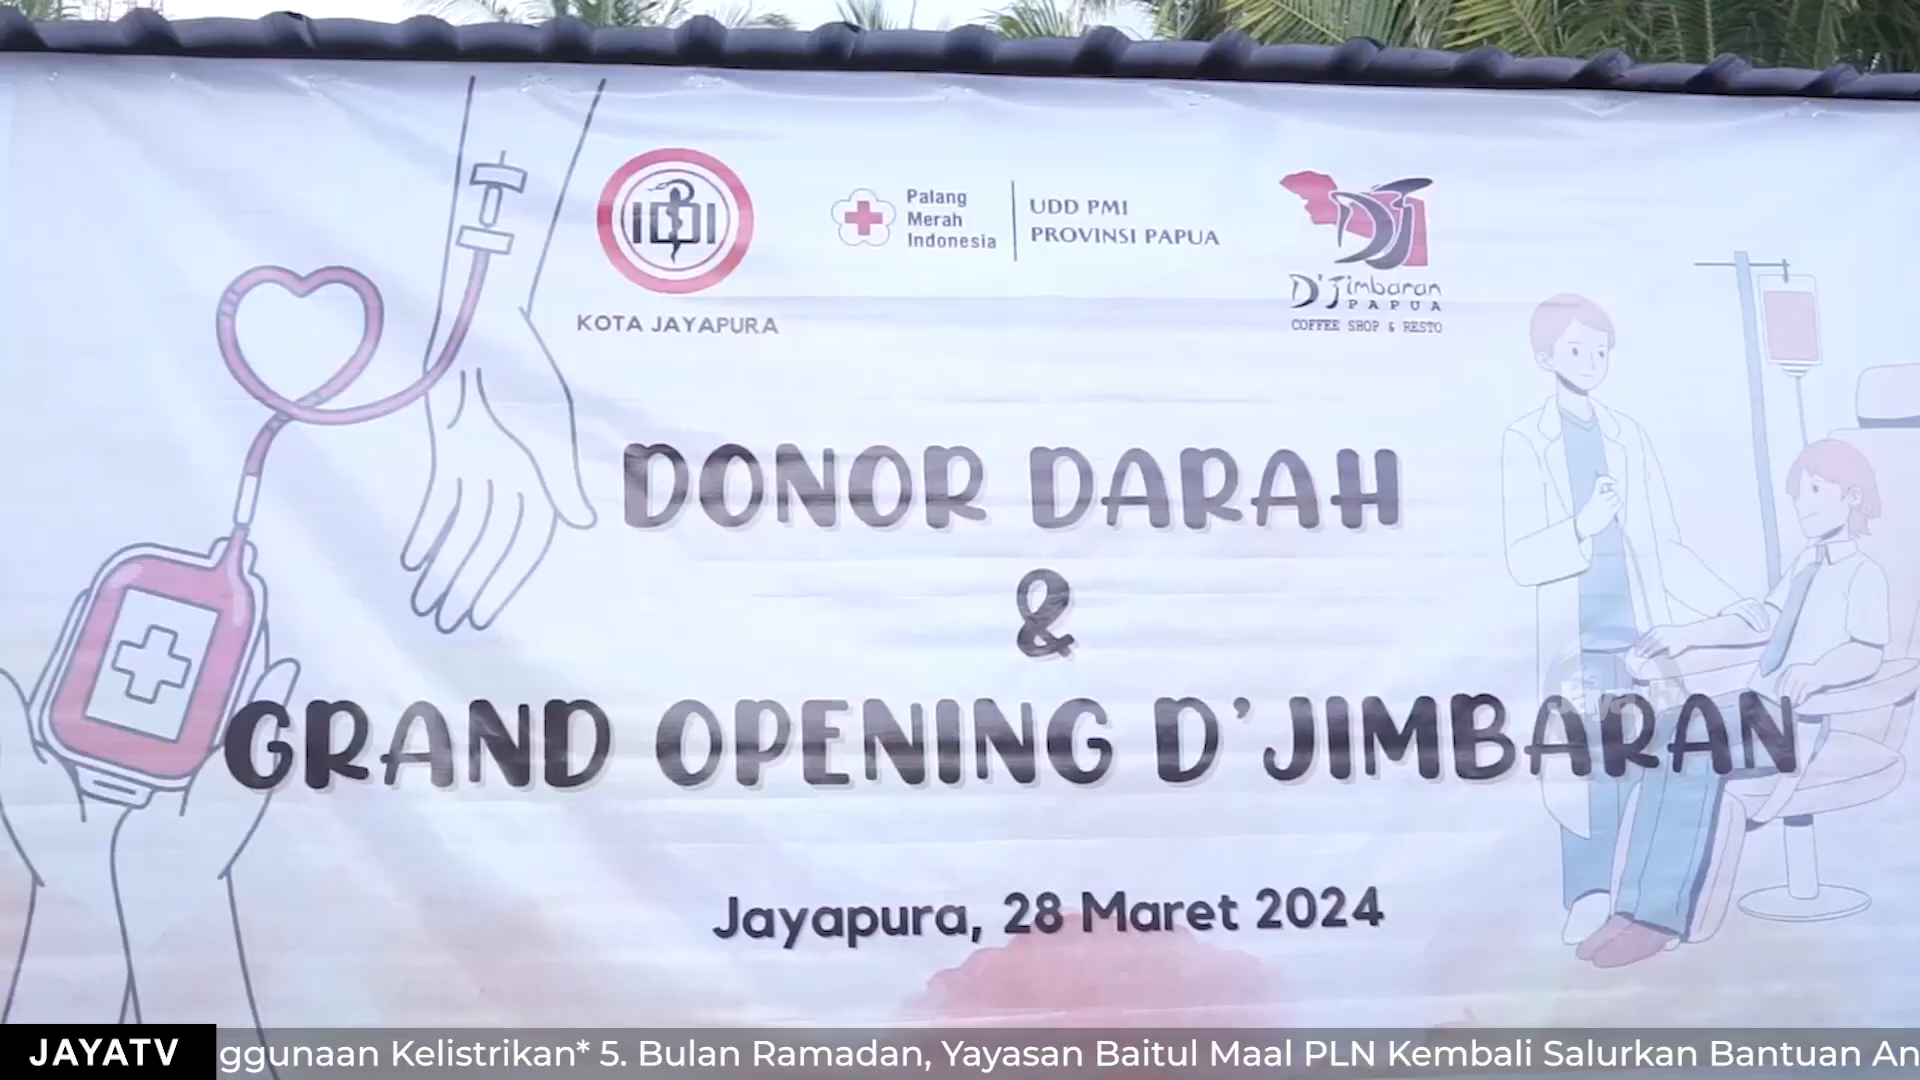 IDI
KOTA JAYAPURA
Palang
Merah
Indonesia
UDD PMI
PROVINSI PAPUA
DJ
D'Jimbaran
PAPUA
COFFEE SHOP & RESTO
DONOR DARAH
&
GRAND OPENING D'JIMBARAN
Jayapura, 28 Maret 2024
Jayatv
JAYATV
ggunaan Kelistrikan* 5. Bulan Ramadan, Yayasan Baitul Maal PLN Kembali Salurkan Bantuan An